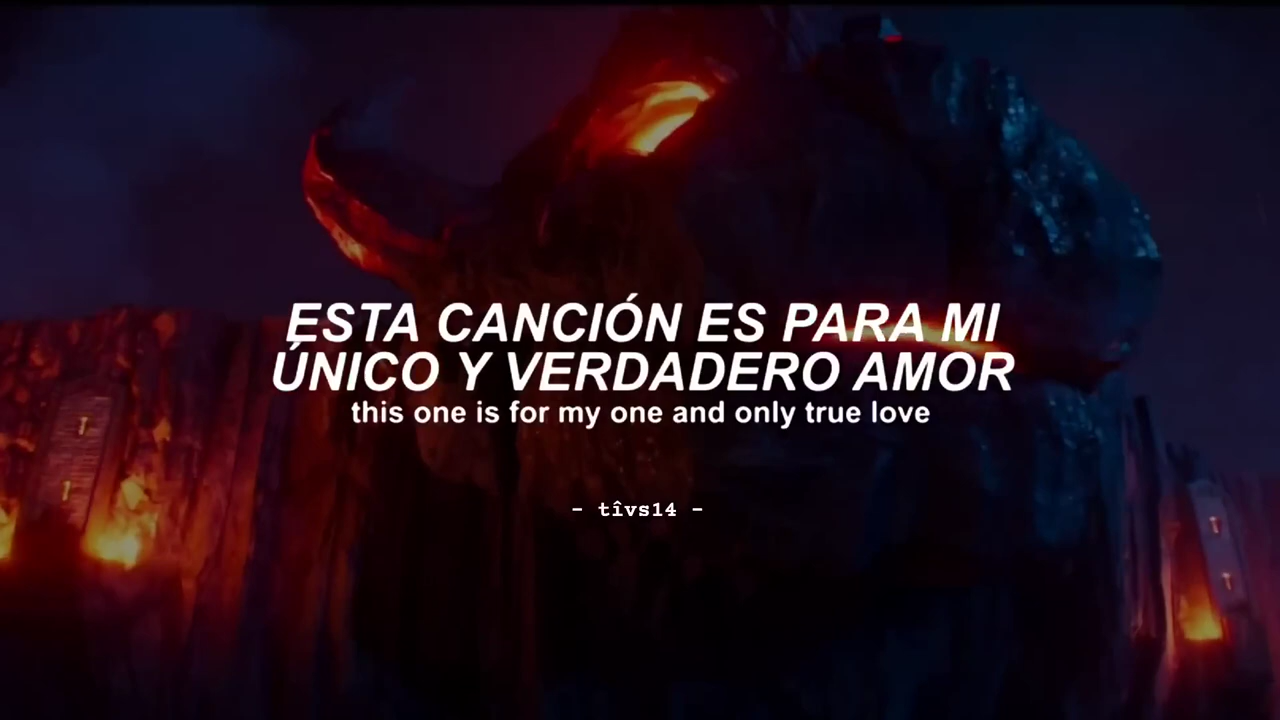 ESTA CANCIÓN ES PARA MI
ÚNICO Y VERDADERO AMOR
this one is for my one and only true love
- tîvs14 -